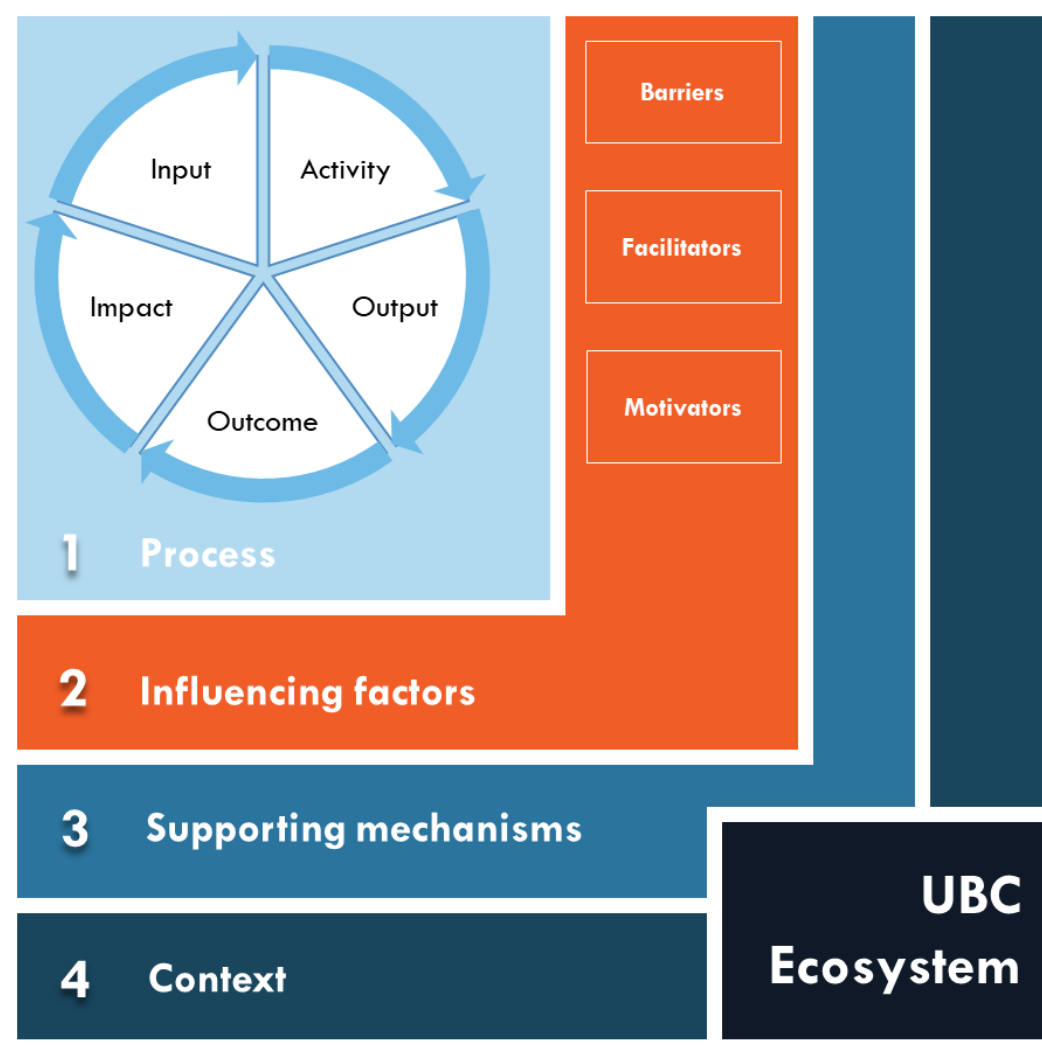 Input
Activity
Impact
Output
Outcome
1 Process
Barriers
Facilitators
Motivators
2 Influencing factors
3 Supporting mechanisms
4 Context
UBC
Ecosystem